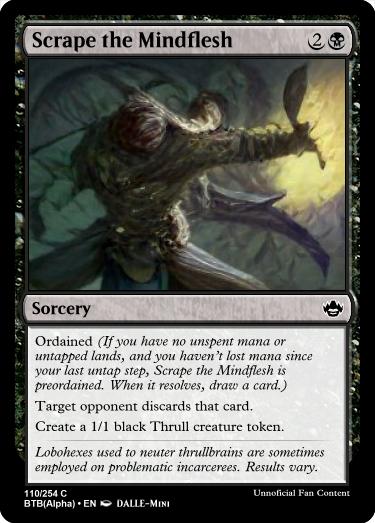 Scrape the Mindflesh 2
Sorcery
Ordained (If you have no unspent mana or
untapped lands, and you haven't lost mana since
your last untap step, Scrape the Mindflesh is
preordained. When it resolves, draw a card.)
Target opponent discards that card.
Create a 1/1 black Thrull creature token.
Lobohexes used to neuter thrullbrains are sometimes
employed on problematic incarcerees. Results vary.
110/254 C
BTB(Alpha) • EN DALLE-Mini
Unofficial Fan Content